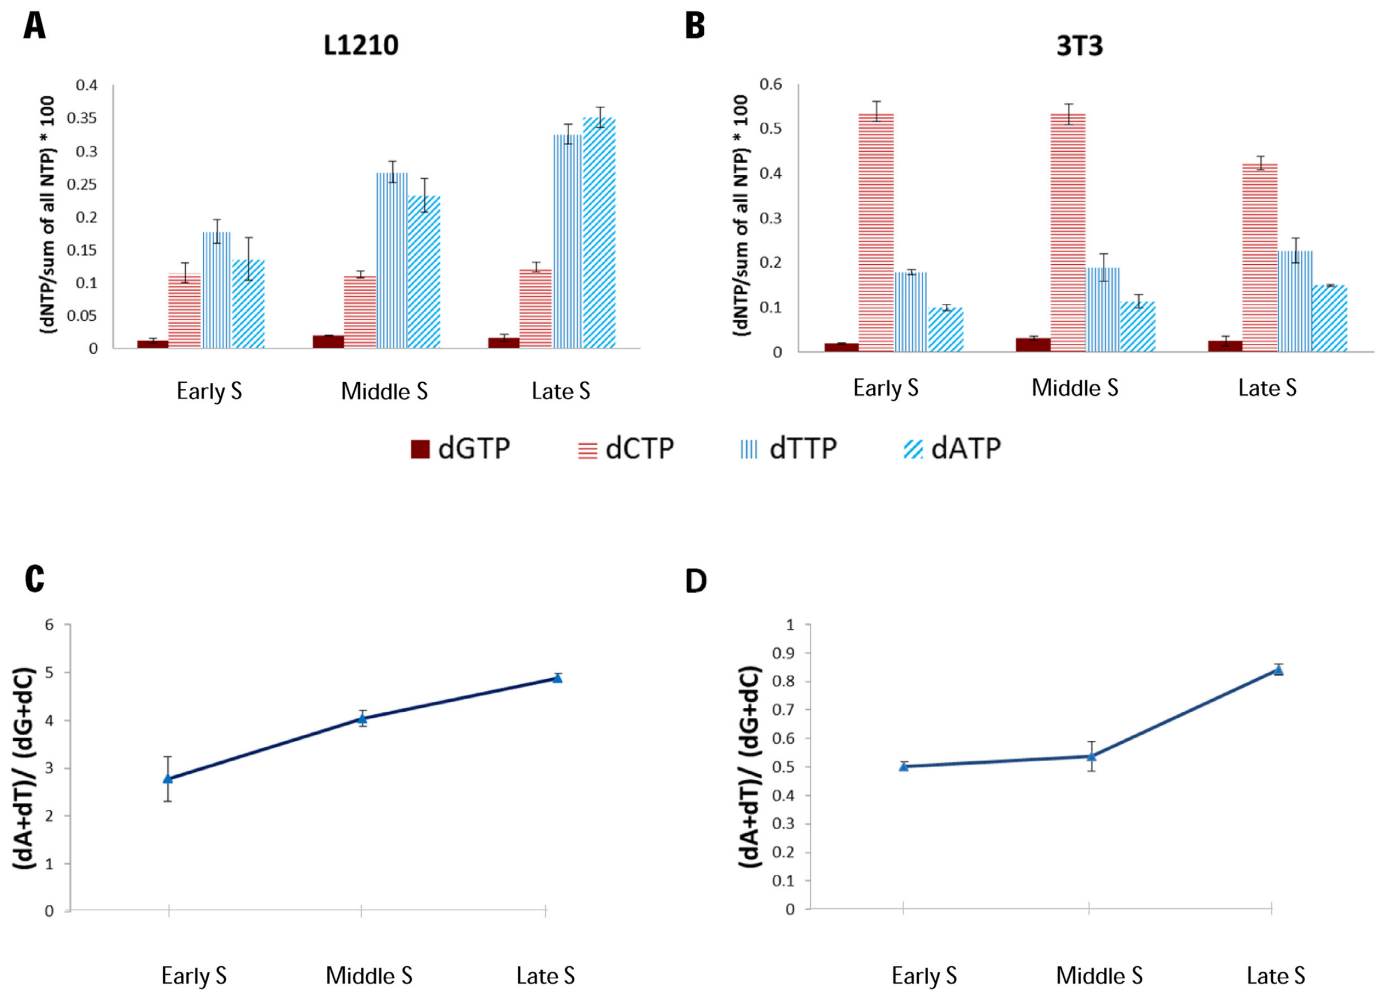 A
L1210
(dNTP/sum of all NTP) * 100
0.4
0.35
0.3
0.25
0.2
0.15
0.1
0.05
0
Early S
Middle S
Late S
B
3T3
(dNTP/sum of all NTP) * 100
0.6
0.5
0.4
0.3
0.2
0.1
0
Early S
Middle S
Late S
dGTP
dCTP
dTTP
dATP
C
(dA+dT)/ (dG+dC)
6
5
4
3
2
1
0
Early S
Middle S
Late S
D
(dA+dT)/ (dG+dC)
1
0.9
0.8
0.7
0.6
0.5
0.4
0.3
0.2
0.1
0
Early S
Middle S
Late S